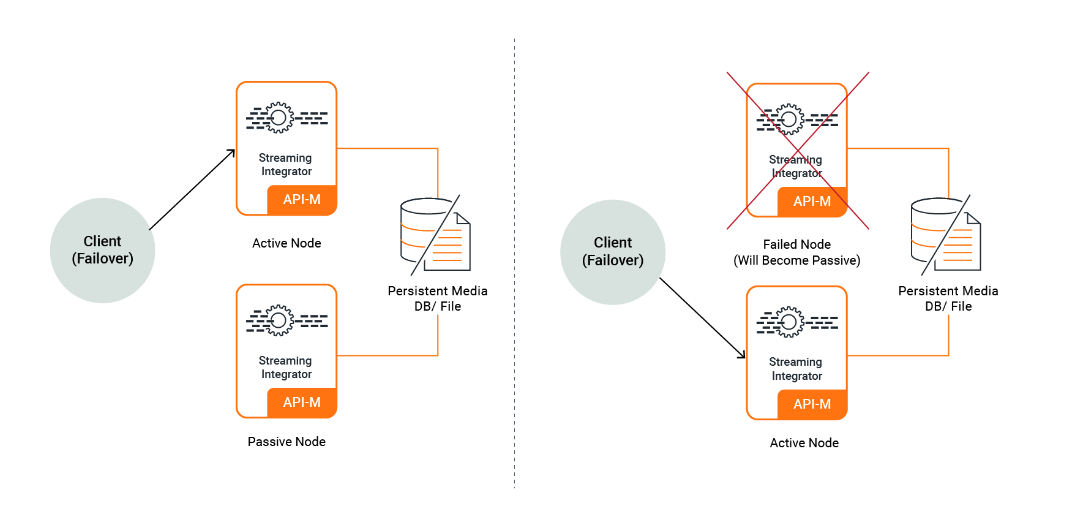 Streaming
Integrator
API-M
Active Node
Client
(Failover)
Persistent Media
DB/ File
Streaming
Integrator
API-M
Passive Node
Streaming
Integrator
API-M
Failed Node
(Will Become Passive)
Client
(Failover)
Persistent Media
DB/ File
Streaming
Integrator
API-M
Active Node